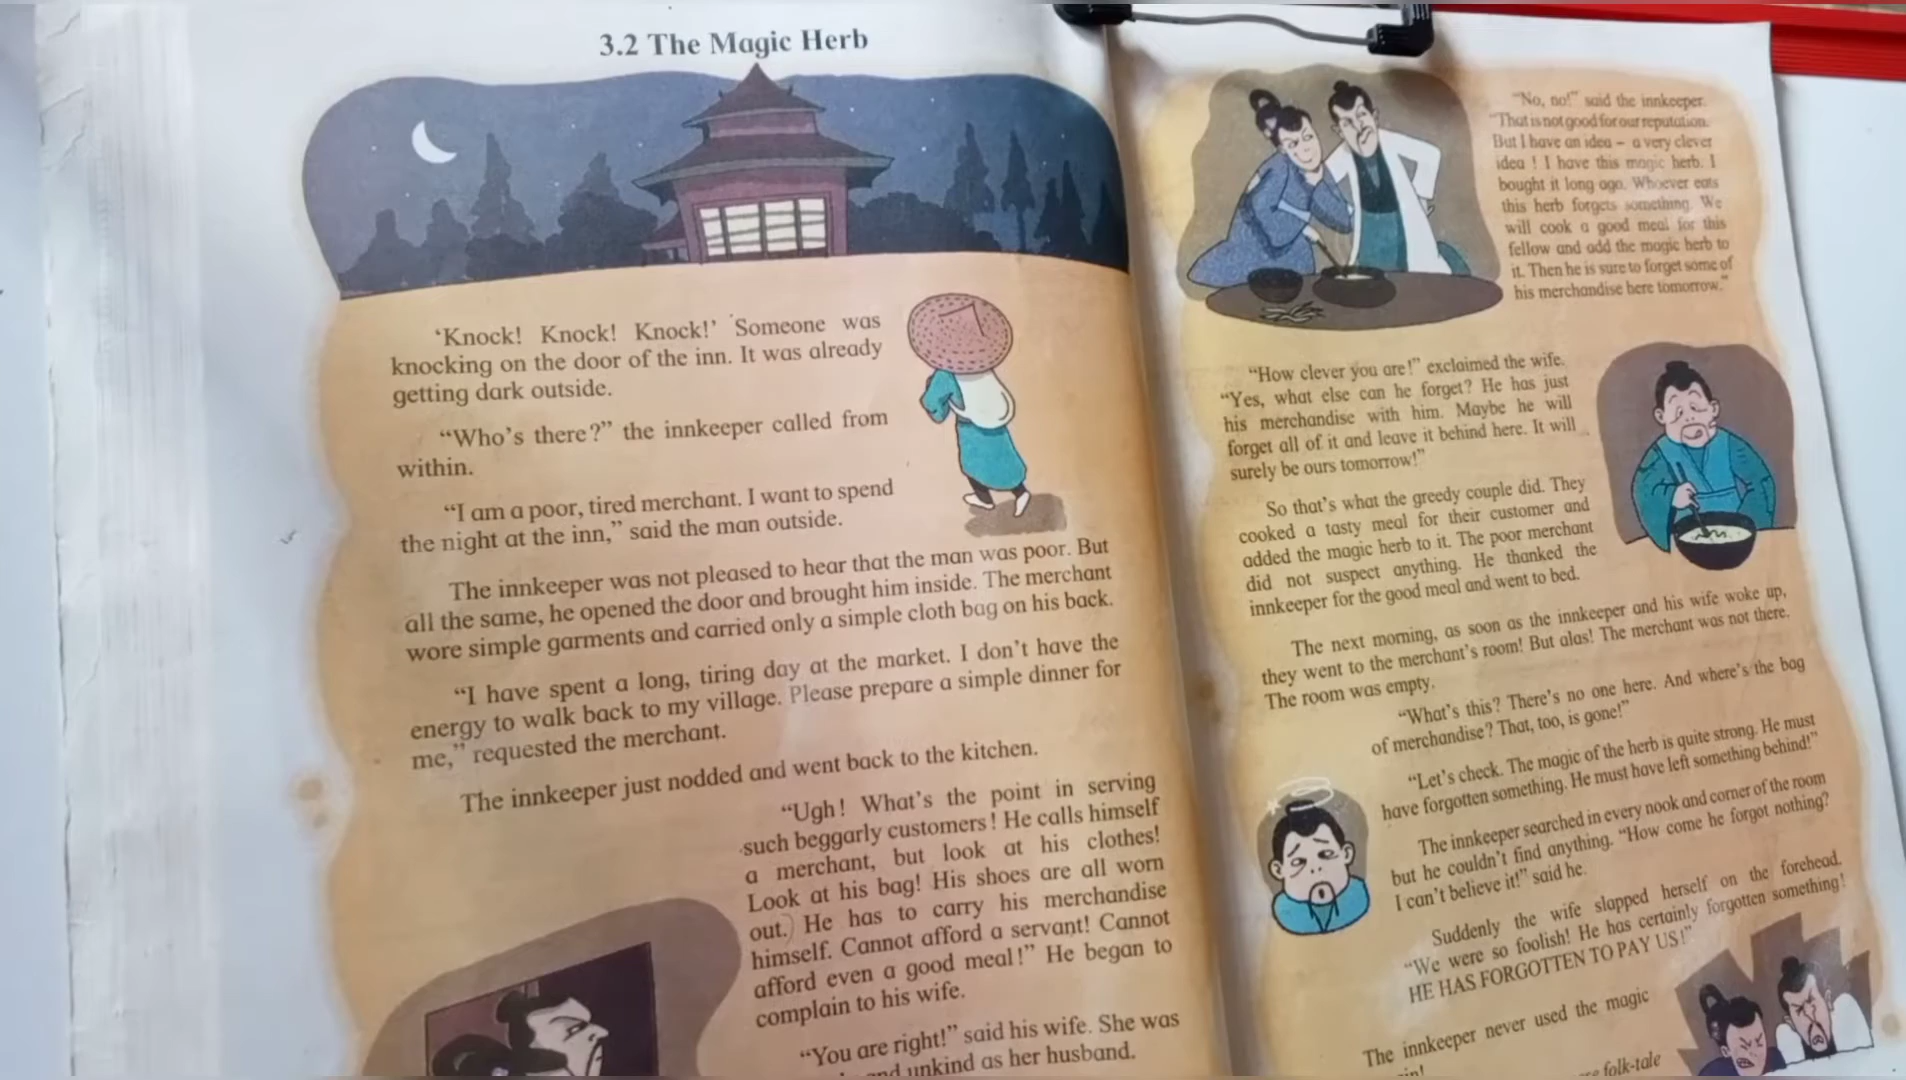 3.2 The Magic Herb
‘Knock! Knock! Knock!’ Someone was
knocking on the door of the inn. It was already
getting dark outside.
“Who’s there?” the innkeeper called from
within.
“I am a poor, tired merchant. I want to spend
the night at the inn,” said the man outside.
The innkeeper was not pleased to hear that the man was poor. But
all the same, he opened the door and brought him inside. The merchant
wore simple garments and carried only a simple cloth bag on his back.
“I have spent a long, tiring day at the market. I don’t have the
energy to walk back to my village. Please prepare a simple dinner for
me,” requested the merchant.
The innkeeper just nodded and went back to the kitchen.
“Ugh! What’s the point in serving
such beggarly customers! He calls himself
a merchant, but look at his clothes!
Look at his bag! His shoes are all worn
out. He has to carry his merchandise
himself. Cannot afford a servant! Cannot
afford even a good meal!” He began to
complain to his wife.
“You are right!” said his wife. She was
and unkind as her husband.
“No, no!” said the innkeeper.
“That is not good for our reputation.
But I have an idea – a very clever
idea ! I have this magic herb. I
bought it long ago. Whoever eats
this herb forgets something. We
will cook a good meal for this
fellow and add the magic herb to
it. Then he is sure to forget some of
his merchandise here tomorrow.”
“How clever you are!” exclaimed the wife.
“Yes, what else can he forget? He has just
his merchandise with him. Maybe he will
forget all of it and leave it behind here. It will
surely be ours tomorrow!”
So that’s what the greedy couple did. They
cooked a tasty meal for their customer and
added the magic herb to it. The poor merchant
did not suspect anything. He thanked the
innkeeper for the good meal and went to bed.
The next morning, as soon as the innkeeper and his wife woke up,
they went to the merchant’s room! But alas! The merchant was not there.
The room was empty.
“What’s this? There’s no one here. And where’s the bag
of merchandise? That, too, is gone!”
“Let’s check. The magic of the herb is quite strong. He must
have forgotten something. He must have left something behind!”
The innkeeper searched in every nook and corner of the room
but he couldn’t find anything. “How come he forgot nothing?
I can’t believe it!” said he.
Suddenly the wife slapped herself on the forehead.
“We were so foolish! He has certainly forgotten something!
HE HAS FORGOTTEN TO PAY US!”
The innkeeper never used the magic
folk-tale